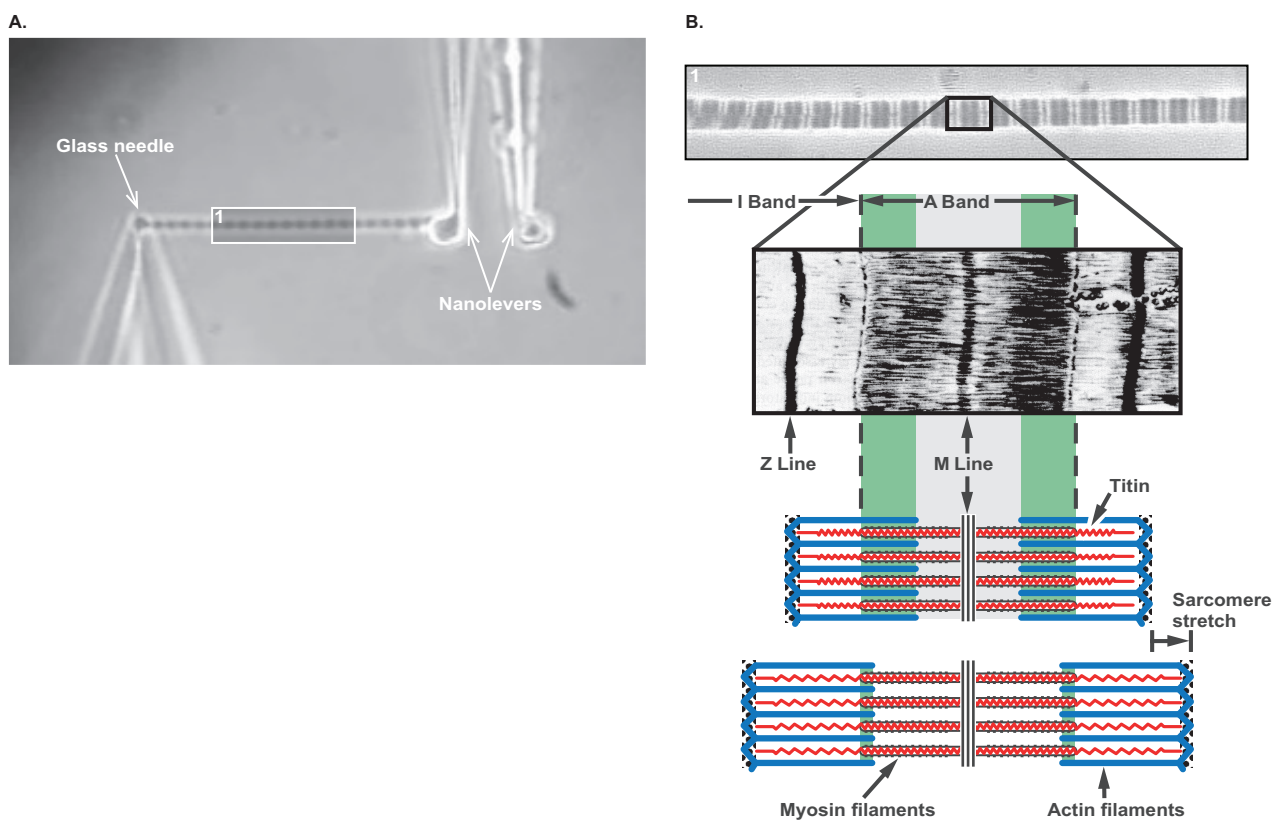 A.
Glass needle
1
Nanolevers
B.
1
I Band
A Band
Z Line
M Line
Titin
Sarcomere
stretch
Myosin filaments
Actin filaments